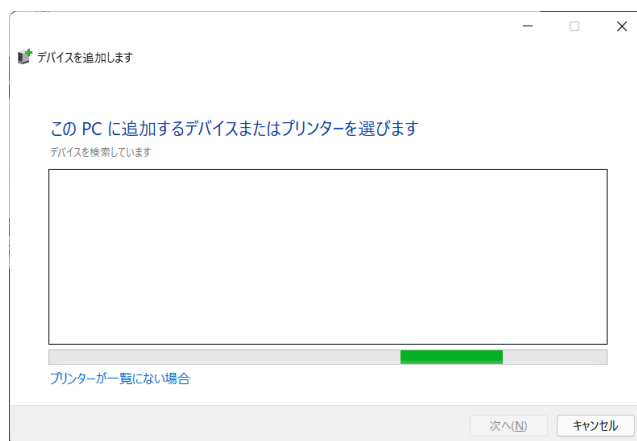 デバイスを追加します
この PC に追加するデバイスまたはプリンターを選びます
デバイスを検索しています
プリンターが一覧にない場合
次へ(N)
キャンセル